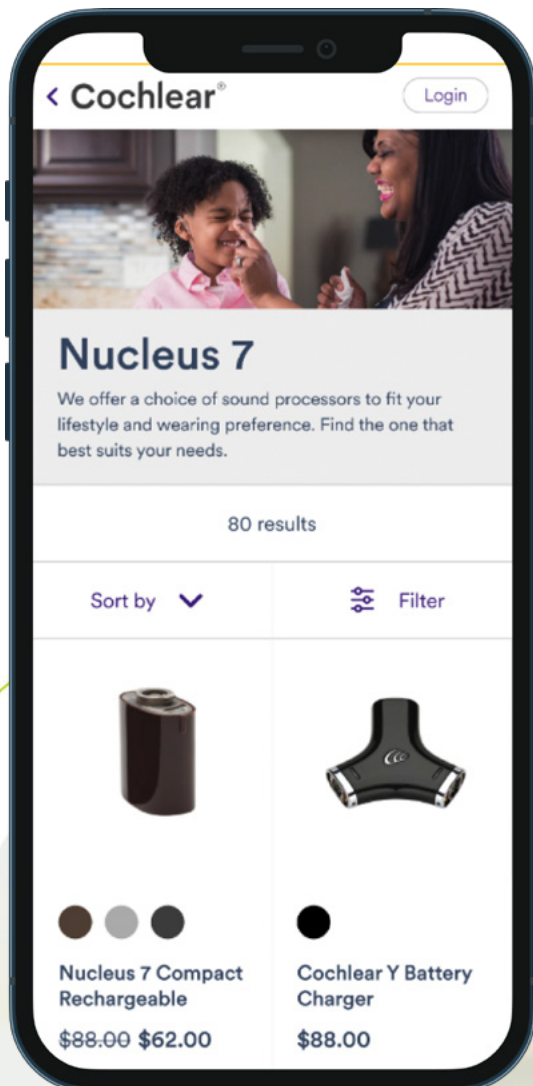 Cochlear®
Login
Nucleus 7
We offer a choice of sound processors to fit your
lifestyle and wearing preference. Find the one that
best suits your needs.
80 results
Sort by
Filter
Nucleus 7 Compact
Rechargeable
$88.00 $62.00
Cochlear Y Battery
Charger
$88.00